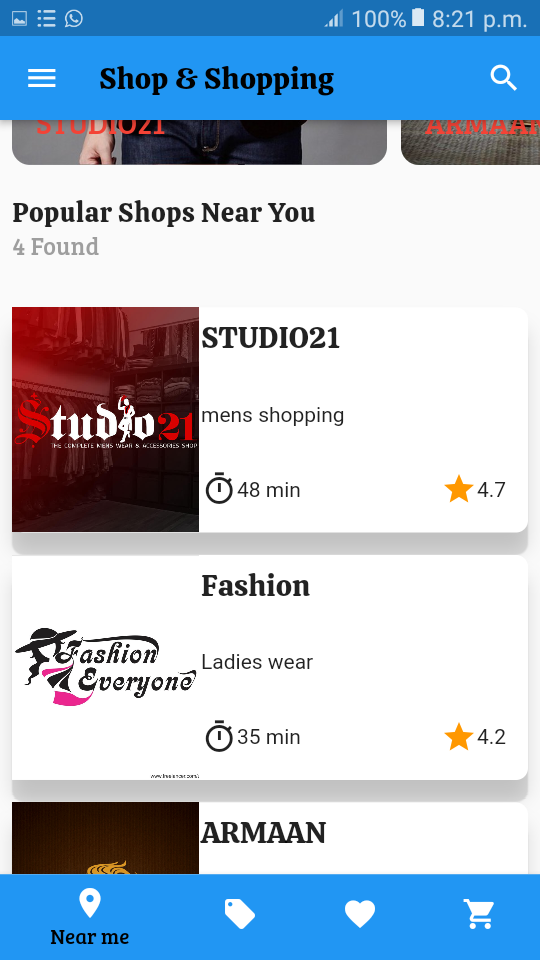 100% 8:21 p.m.
Shop & Shopping
STUDIO21
ARMAAN
Popular Shops Near You
4 Found
STUDIO21
Studio 21
THE COMPLETE MENS WEAR & ACCESSORIES SHOP
mens shopping
48 min
4.7
Fashion
Fashion
Everyone
Ladies wear
35 min
4.2
ARMAAN
Near me